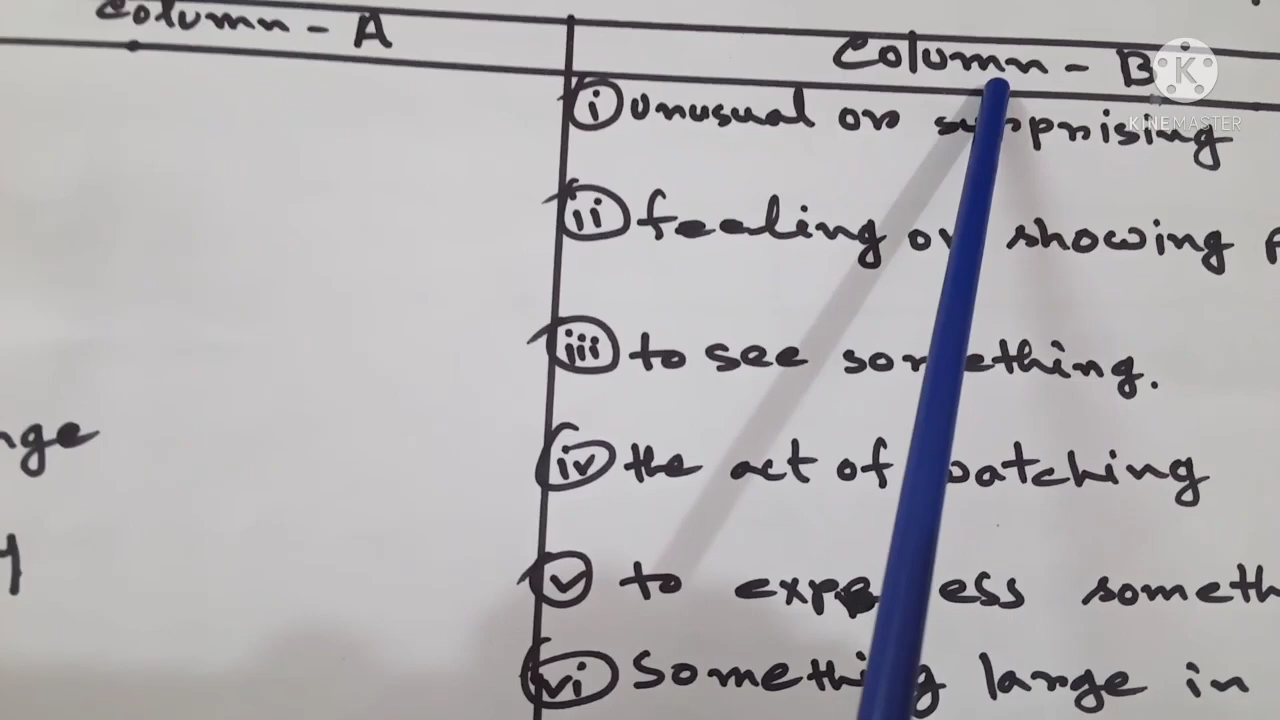 Column - A
Column - B
K
KINEMASTER
i unusual or surprising
ii feeling or showing
iii to see something.
iv the act of watching
v to express
vi Something large in